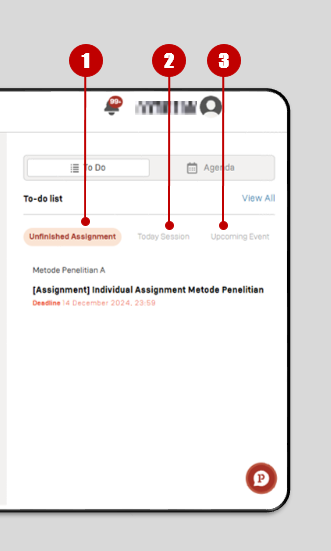 1 2 3
99+
To Do Agenda
To-do list View All
Unfinished Assignment Today Session Upcoming Event
Metode Penelitian A
[Assignment] Individual Assignment Metode Penelitian
Deadline 14 December 2024, 23:59
P